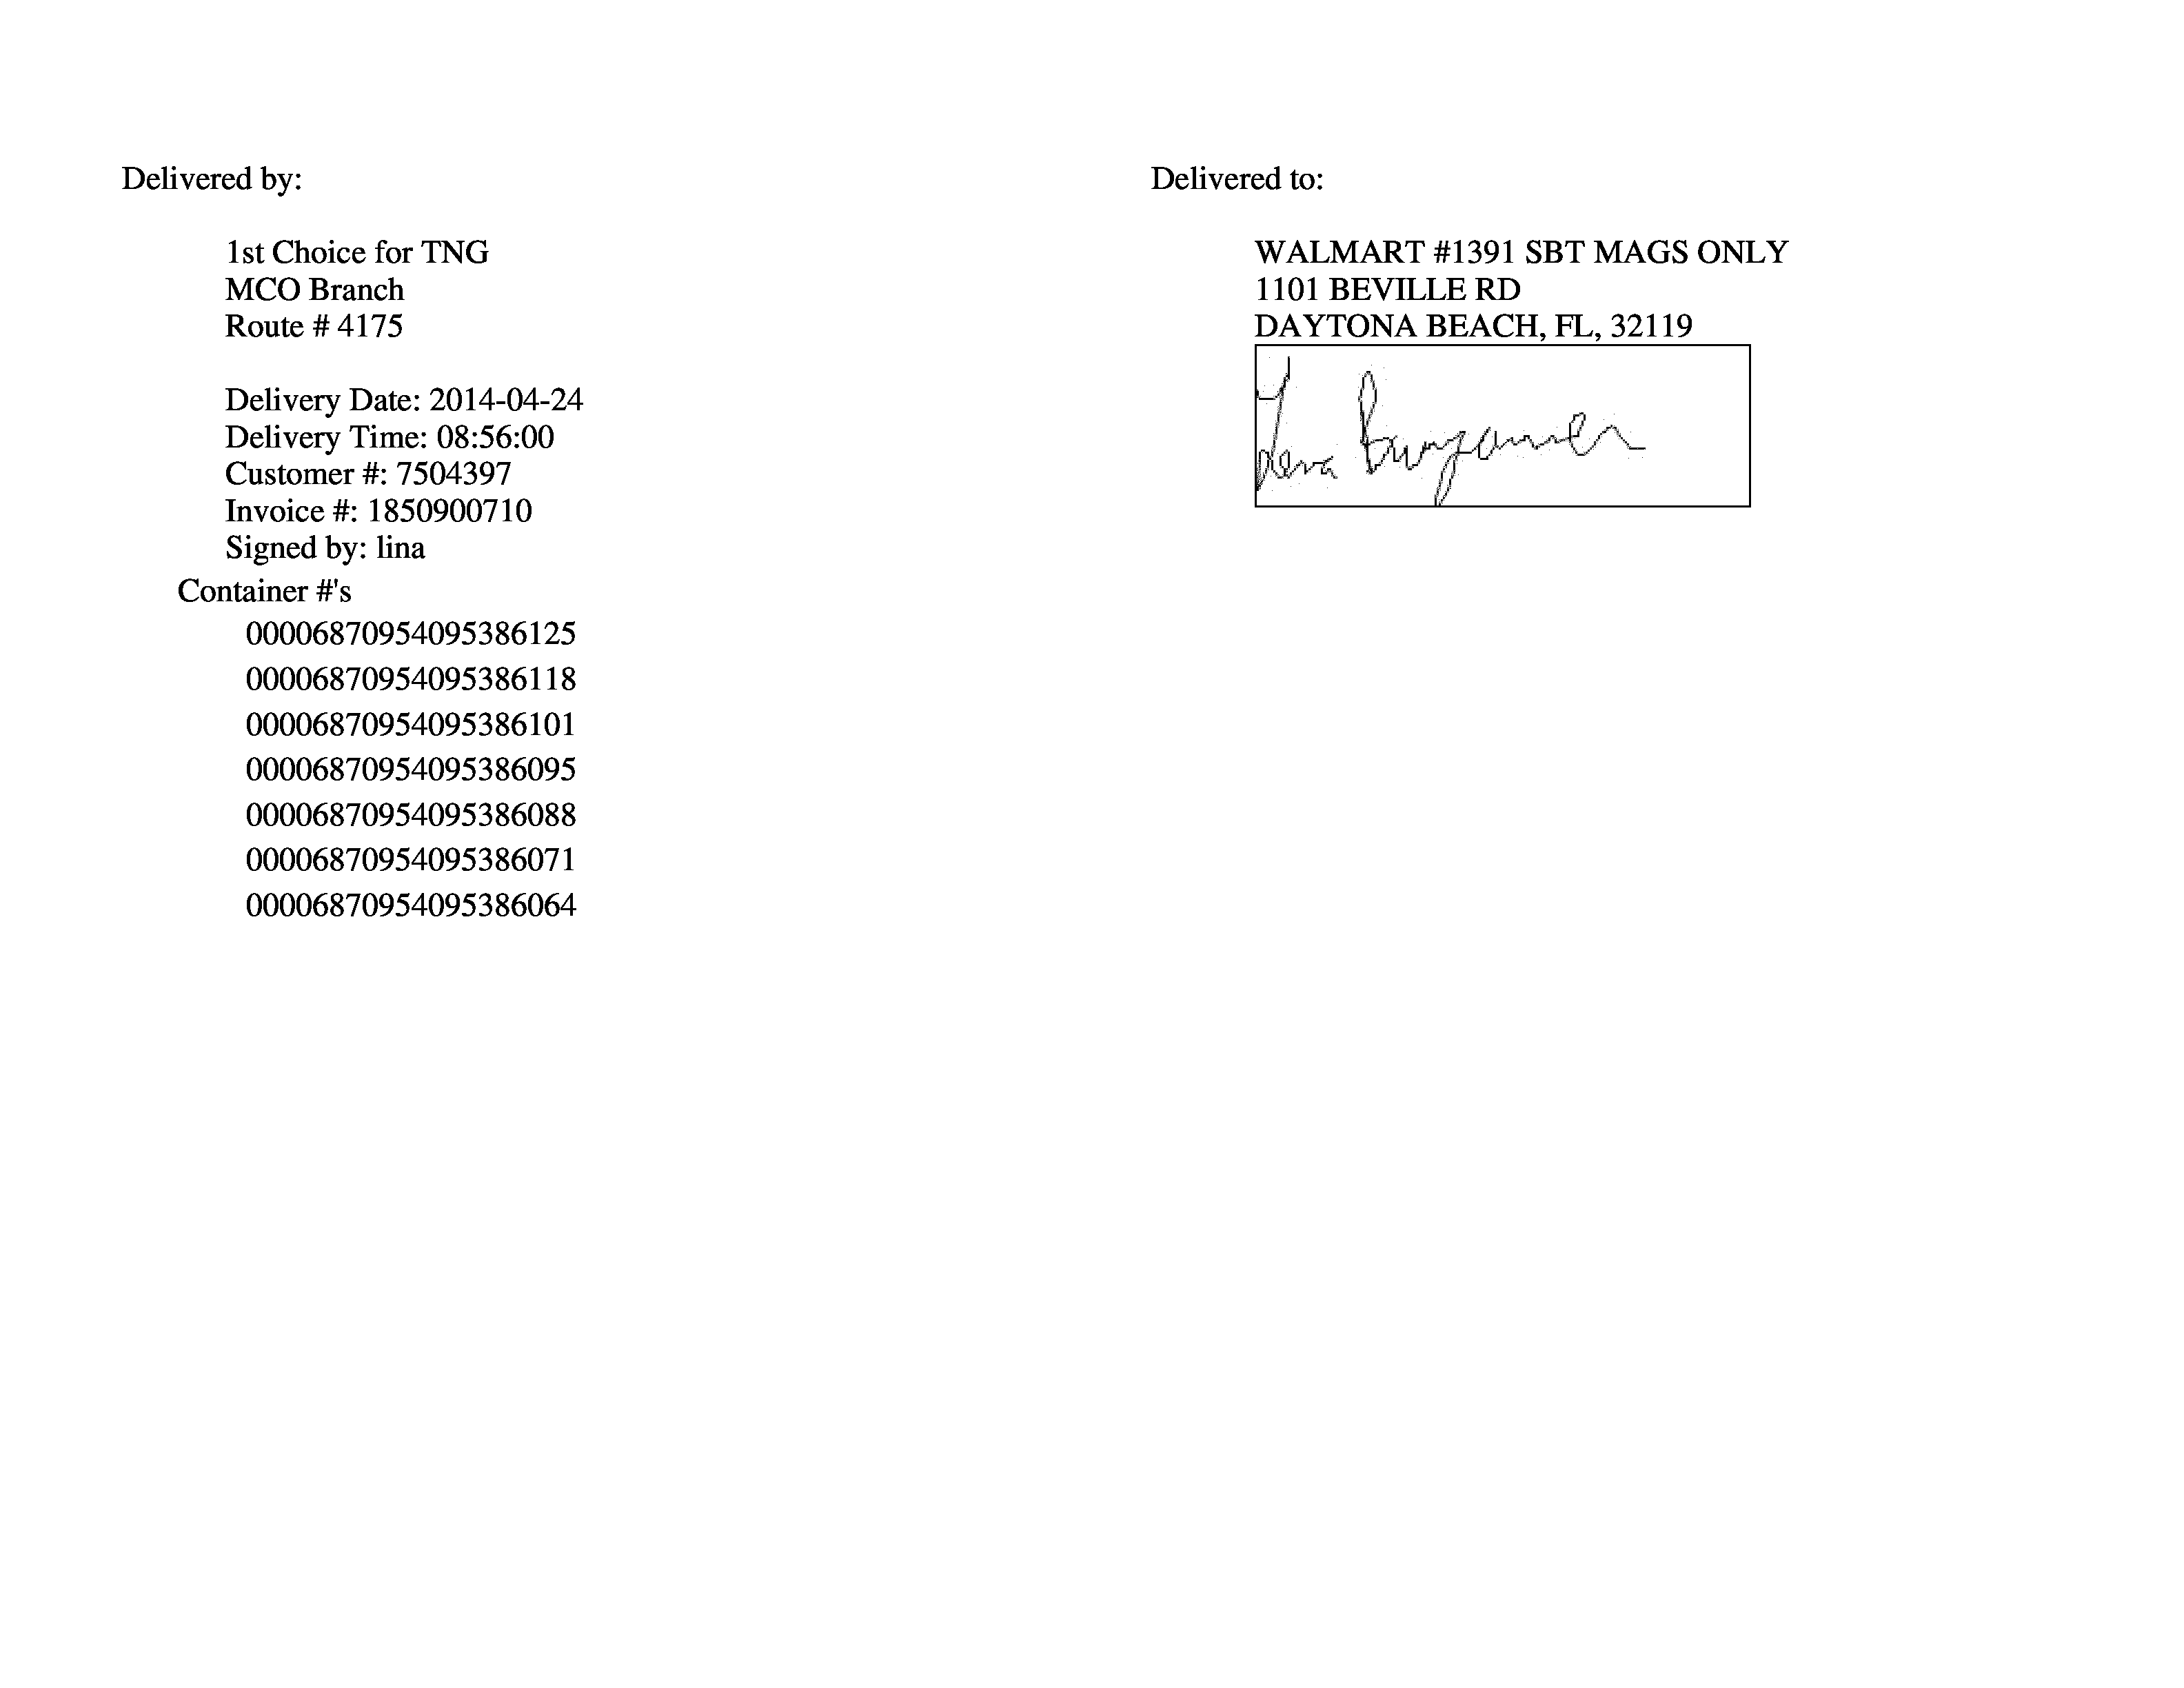 Delivered by:
1st Choice for TNG
MCO Branch
Route # 4175
Delivery Date: 2014-04-24
Delivery Time: 08:56:00
Customer #: 7504397
Invoice #: 1850900710
Signed by: lina
Container #'s
00006870954095386125
00006870954095386118
00006870954095386101
00006870954095386095
00006870954095386088
00006870954095386071
00006870954095386064
Delivered to:
WALMART #1391 SBT MAGS ONLY
1101 BEVILLE RD
DAYTONA BEACH, FL, 32119